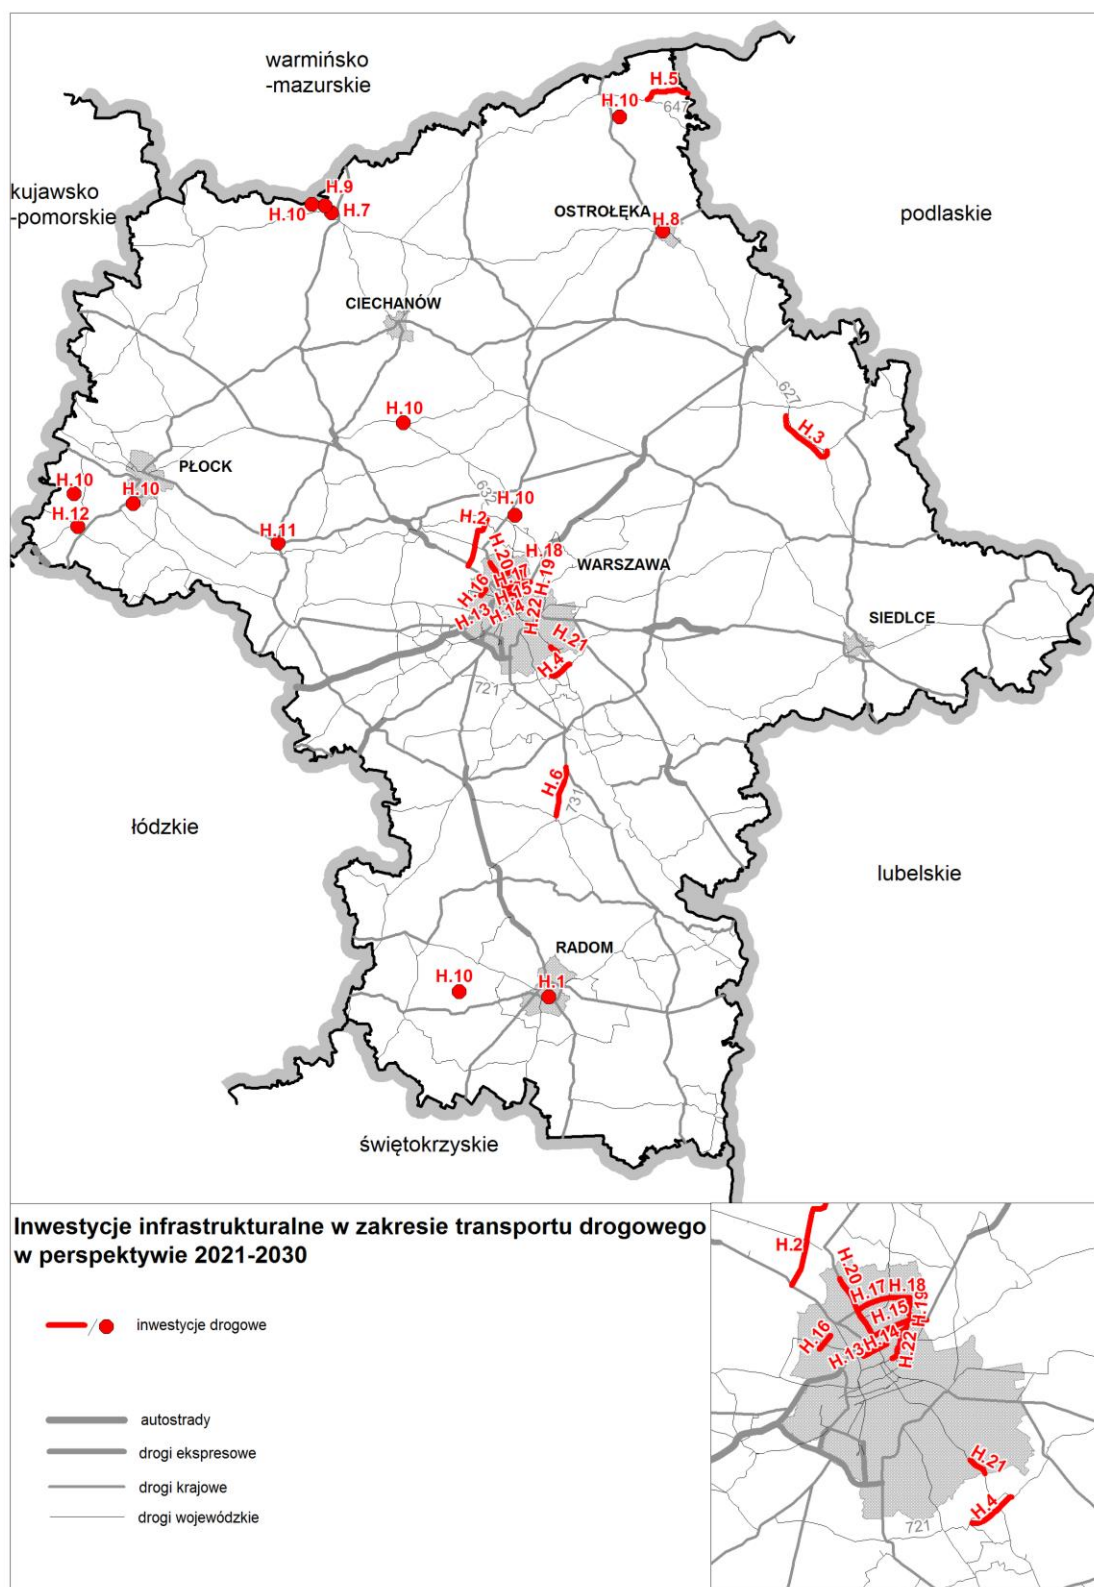 warmińsko
-mazurskie
H.5
H.10
647
kujawsko
-pomorskie
H.9
H.10
H.7
OSTROŁĘKA
H.8
podlaskie
CIECHANÓW
H.10
627
H.3
PŁOCK
H.10
H.10
H.12
H.11
632
H.10
H.2
H.18
H.20
H.17
H.19
WARSZAWA
H.16
H.15
H.13
H.14
H.22
H.21
H.4
SIEDLCE
721
H.6
731
łódzkie
lubelskie
RADOM
H.10
H.1
świętokrzyskie
Inwestycje infrastrukturalne w zakresie transportu drogowego
w perspektywie 2021-2030
inwestycje drogowe
autostrady
drogi ekspresowe
drogi krajowe
drogi wojewódzkie
H.2
H.20
H.17
H.18
H.15
H.19
H.16
H.13
H.14
H.22
H.21
H.4
721